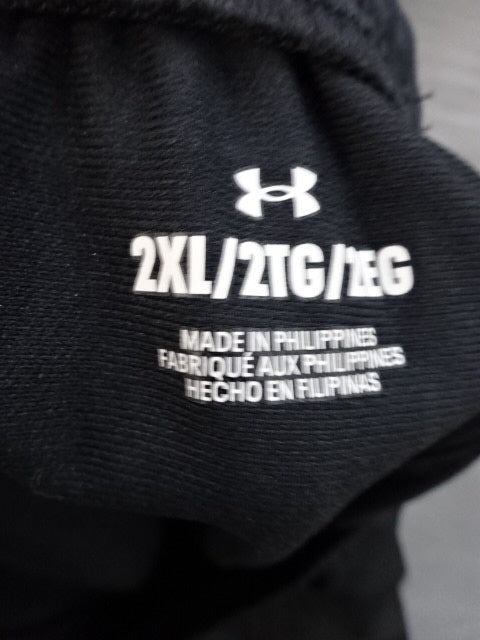 2XL/2TG/2EG
MADE IN PHILIPPINES
FABRIQUÉ AUX PHILIPPINES
HECHO EN FILIPINAS